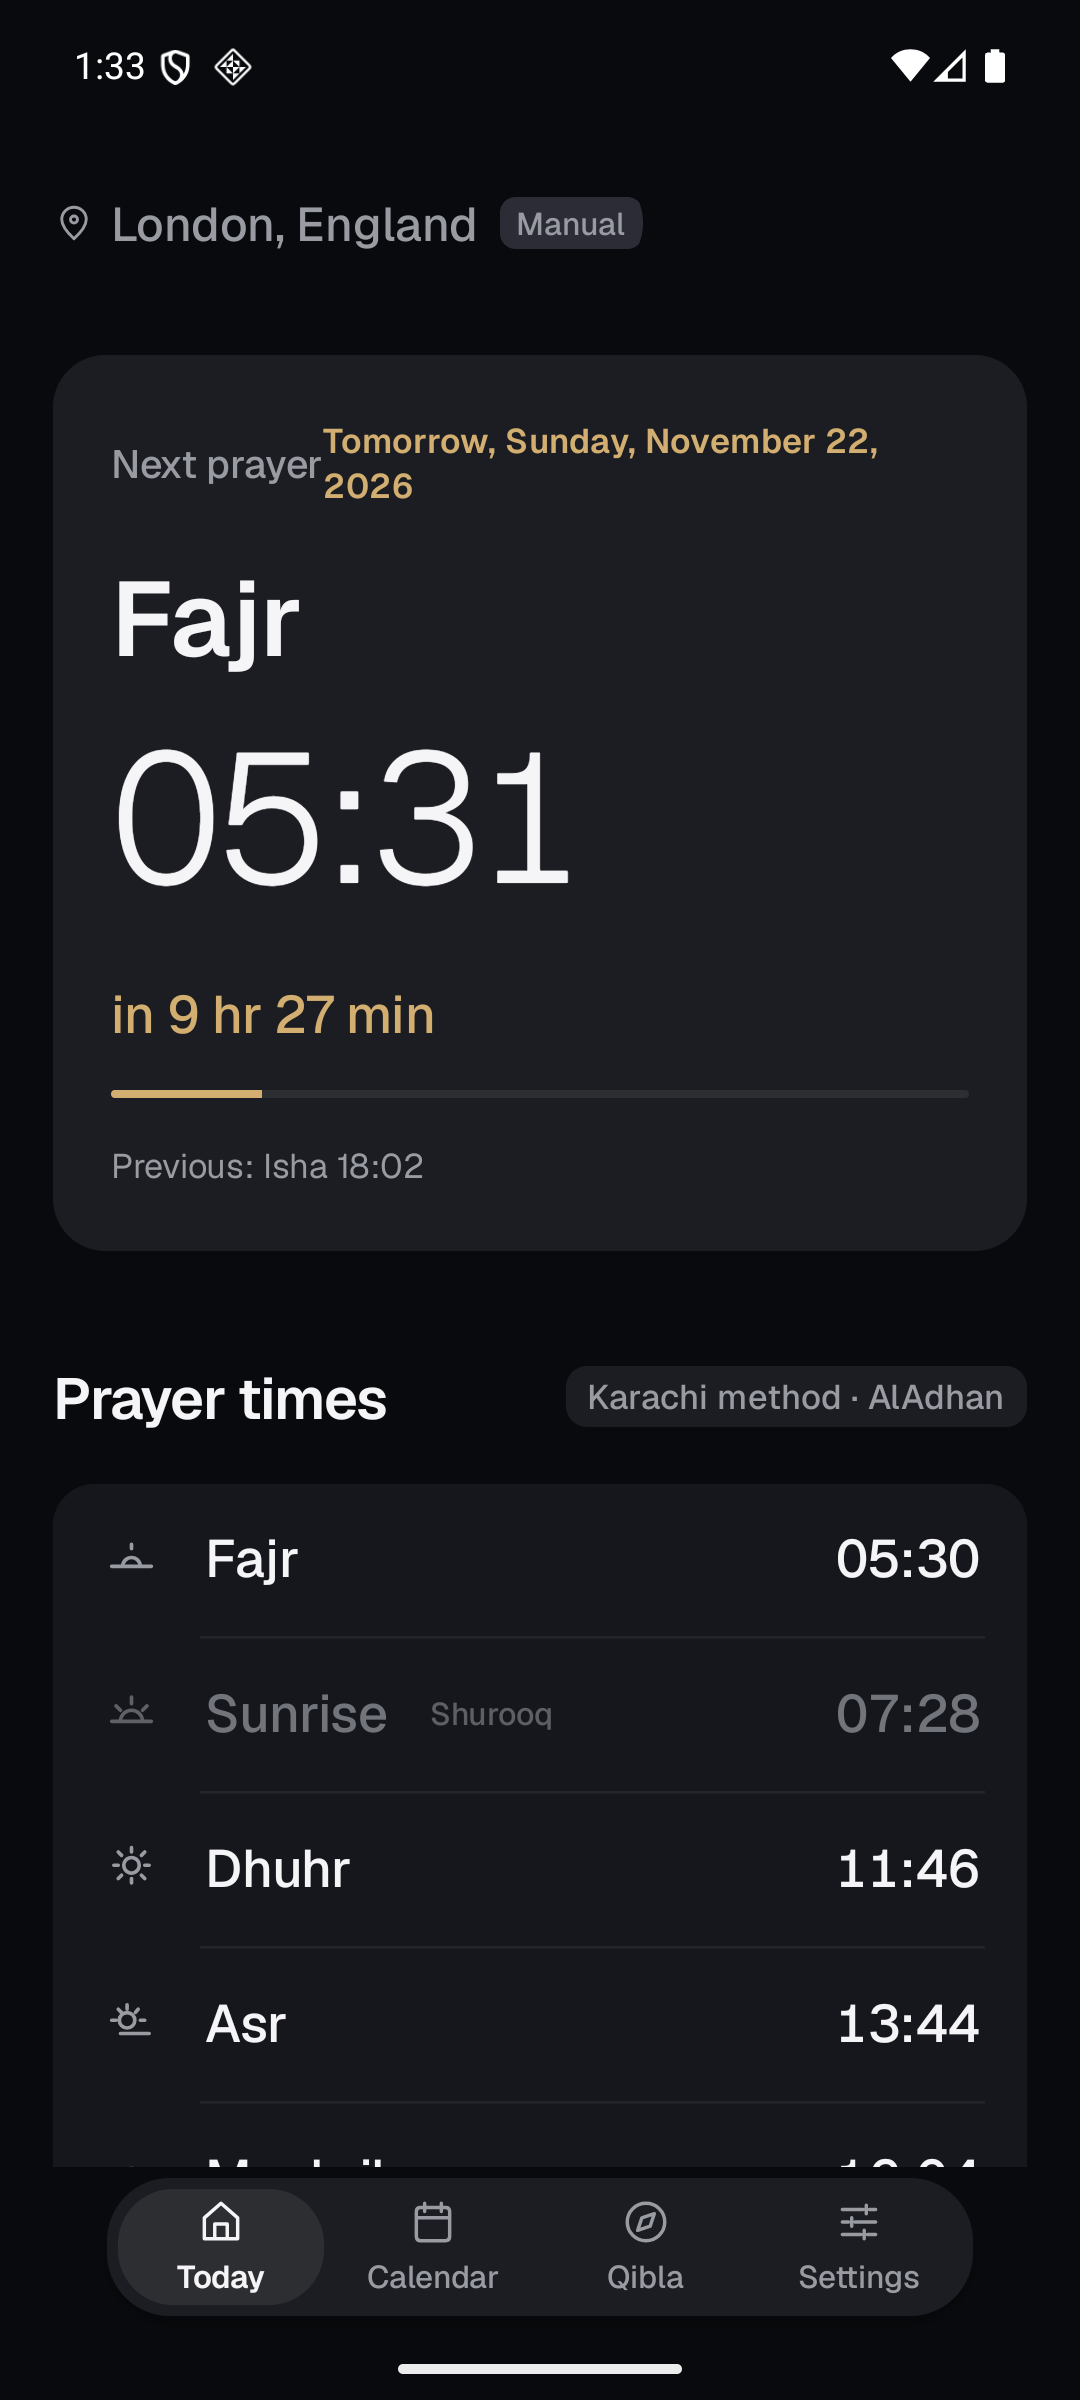 1:33
London, England Manual
Next prayer Tomorrow, Sunday, November 22,
2026
Fajr
05:31
in 9 hr 27 min
Previous: Isha 18:02
Prayer times Karachi method · AlAdhan
Fajr 05:30
Sunrise Shurooq 07:28
Dhuhr 11:46
Asr 13:44
Today Calendar Qibla Settings